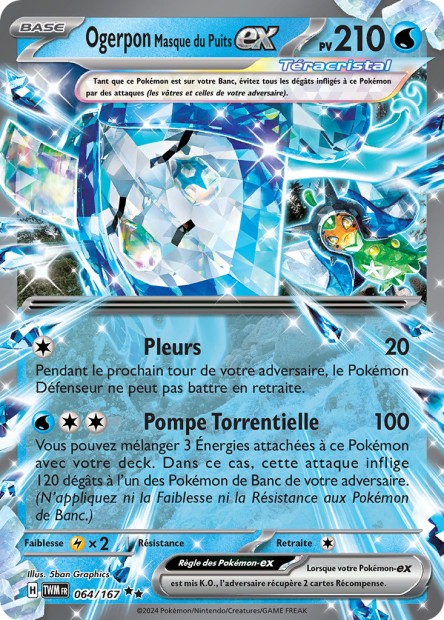 BASE
Ogerpon Masque du Puits ex PV 210
Téracristal
Tant que ce Pokémon est sur votre Banc, évitez tous les dégâts infligés à ce Pokémon
par des attaques (les vôtres et celles de votre adversaire).
Pleurs 20
Pendant le prochain tour de votre adversaire, le Pokémon
Défenseur ne peut pas battre en retraite.
Pompe Torrentielle 100
Vous pouvez mélanger 3 Énergies attachées à ce Pokémon
avec votre deck. Dans ce cas, cette attaque inflige
120 dégâts à l'un des Pokémon de Banc de votre adversaire.
(N'appliquez ni la Faiblesse ni la Résistance aux Pokémon
de Banc.)
Faiblesse ×2 Résistance Retraite
Règle des Pokémon-ex Lorsque votre Pokémon-ex
est mis K.O., l'adversaire récupère 2 cartes Récompense.
Illus. 5ban Graphics
H TWM FR 064/167 ★★
©2024 Pokémon/Nintendo/Creatures/GAME FREAK